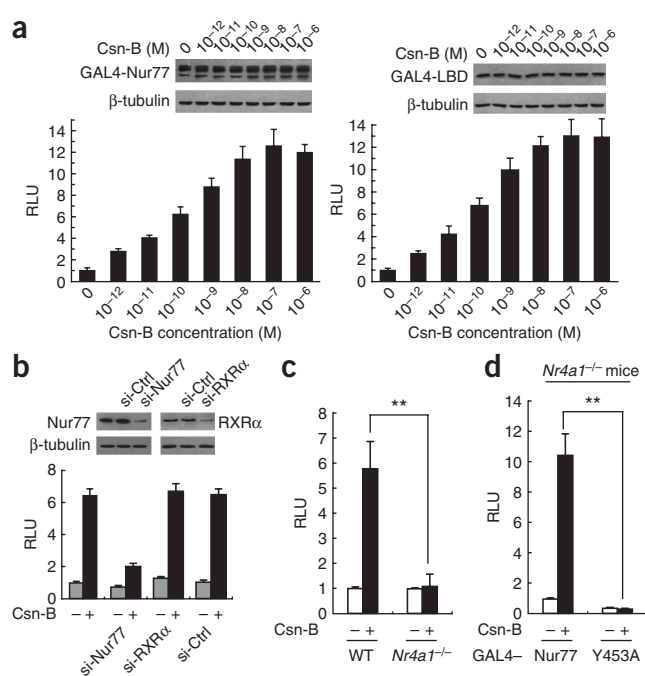 a
Csn-B (M) 0 10–12 10–11 10–10 10–9 10–8 10–7 10–6
GAL4-Nur77
β-tubulin
RLU
14
12
10
8
6
4
2
0
0 10–12 10–11 10–10 10–9 10–8 10–7 10–6
Csn-B concentration (M)
Csn-B (M) 0 10–12 10–11 10–10 10–9 10–8 10–7 10–6
GAL4-LBD
β-tubulin
RLU
14
12
10
8
6
4
2
0
0 10–12 10–11 10–10 10–9 10–8 10–7 10–6
Csn-B concentration (M)
b
si-Ctrl si-Nur77 si-Ctrl si-RXRα
Nur77 RXRα
β-tubulin
RLU
8
6
4
2
0
Csn-B – + – + – + – +
si-Nur77 si-RXRα si-Ctrl
c
**
RLU
8
7
6
5
4
3
2
1
0
Csn-B – + – +
WT Nr4a1–/–
d
Nr4a1–/– mice
**
RLU
14
12
10
8
6
4
2
0
Csn-B – + – +
GAL4– Nur77 Y453A